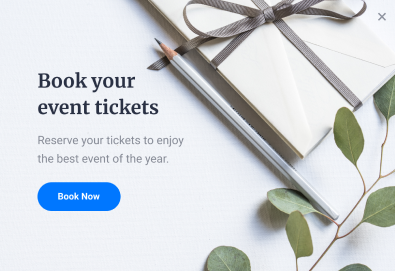 Book your
event tickets
Reserve your tickets to enjoy
the best event of the year.
Book Now